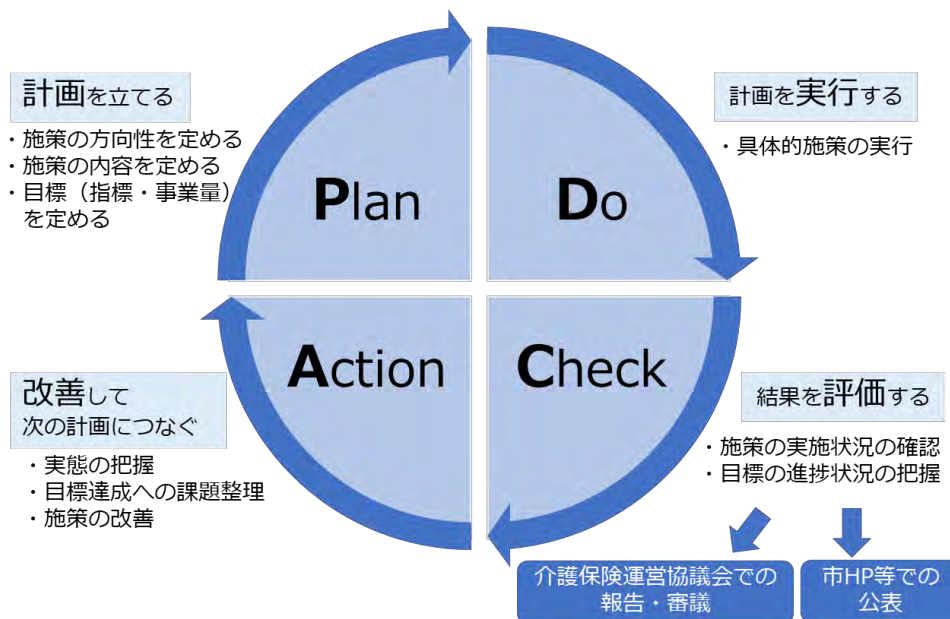 計画を立てる
・施策の方向性を定める
・施策の内容を定める
・目標（指標・事業量）
を定める
Plan
Do
計画を実行する
・具体的施策の実行
改善して
次の計画につなぐ
・実態の把握
・目標達成への課題整理
・施策の改善
Action
Check
結果を評価する
・施策の実施状況の確認
・目標の進捗状況の把握
介護保険運営協議会での
報告・審議
市HP等での
公表